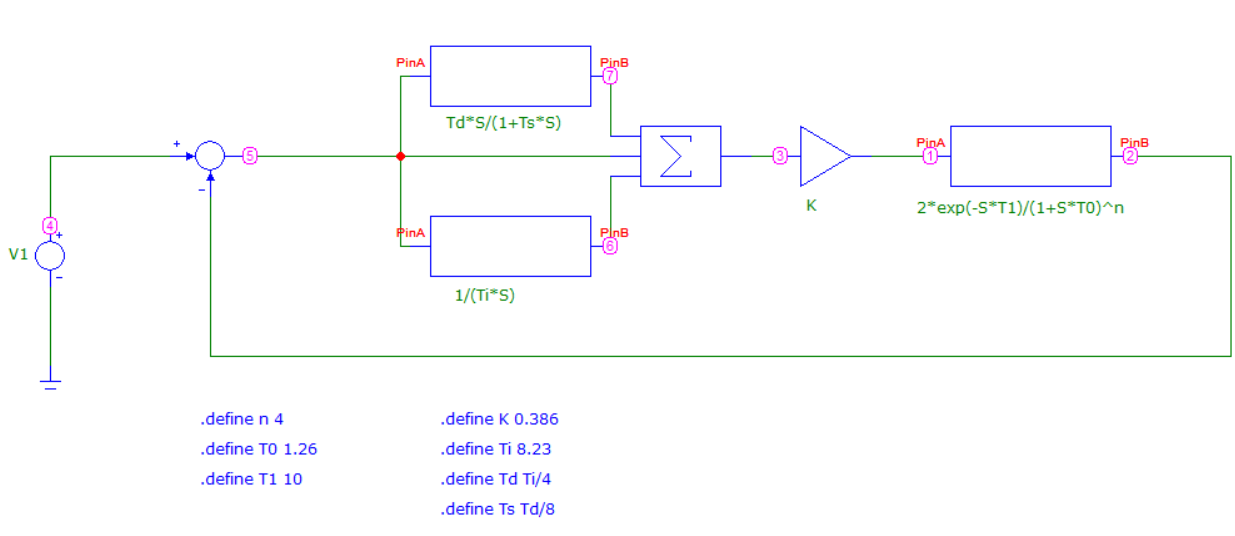 PinA
PinB
7
Td*S/(1+Ts*S)
+
5
-
3
K
PinA
1
PinB
2
2*exp(-S*T1)/(1+S*T0)^n
4
+
V1
-
PinA
PinB
6
1/(Ti*S)
.define n 4
.define K 0.386
.define T0 1.26
.define Ti 8.23
.define T1 10
.define Td Ti/4
.define Ts Td/8